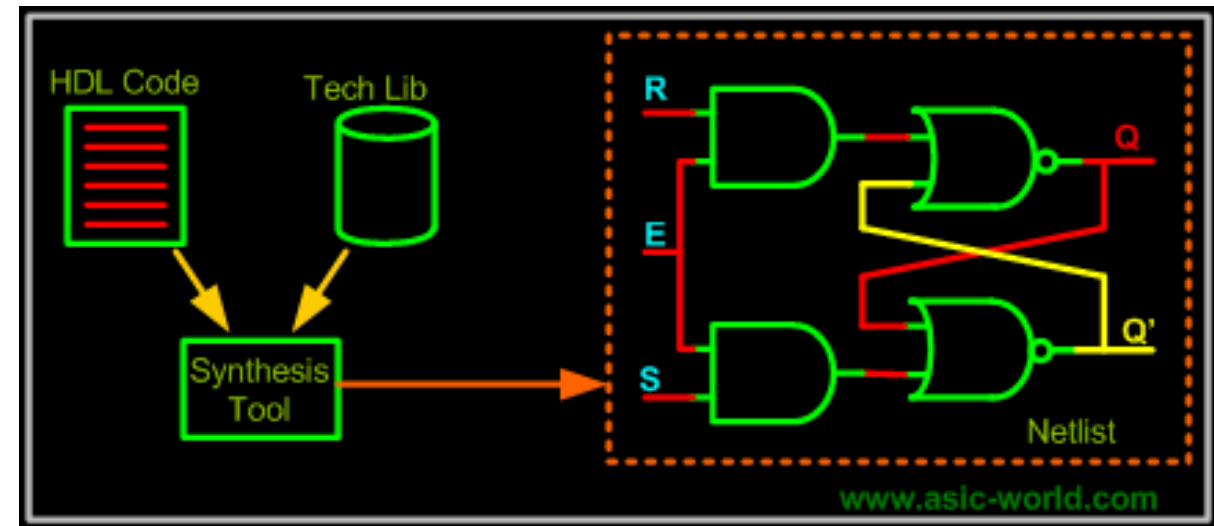 HDL Code
Tech Lib
Synthesis
Tool
R
E
S
Q
Q'
Netlist
www.asic-world.com